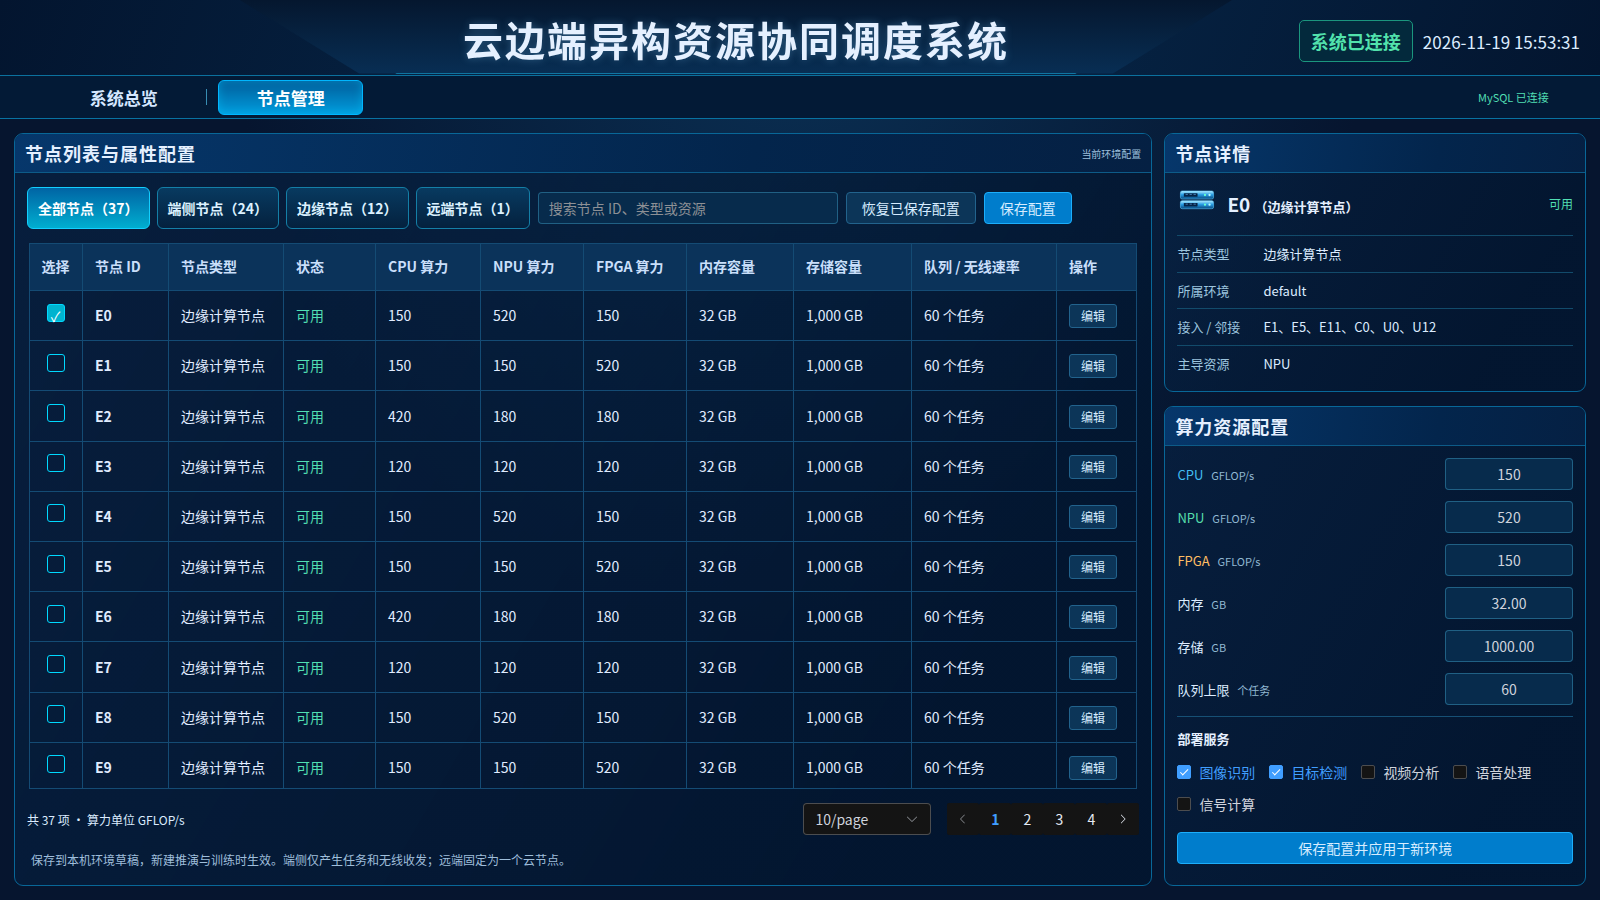 云边端异构资源协同调度系统
系统已连接 2026-11-19 15:53:31
系统总览 节点管理 MySQL 已连接
节点列表与属性配置 当前环境配置
全部节点（37） 端侧节点（24） 边缘节点（12） 远端节点（1） 搜索节点 ID、类型或资源 恢复已保存配置 保存配置
选择 节点 ID 节点类型 状态 CPU 算力 NPU 算力 FPGA 算力 内存容量 存储容量 队列 / 无线速率 操作
E0 边缘计算节点 可用 150 520 150 32 GB 1,000 GB 60 个任务 编辑
E1 边缘计算节点 可用 150 150 520 32 GB 1,000 GB 60 个任务 编辑
E2 边缘计算节点 可用 420 180 180 32 GB 1,000 GB 60 个任务 编辑
E3 边缘计算节点 可用 120 120 120 32 GB 1,000 GB 60 个任务 编辑
E4 边缘计算节点 可用 150 520 150 32 GB 1,000 GB 60 个任务 编辑
E5 边缘计算节点 可用 150 150 520 32 GB 1,000 GB 60 个任务 编辑
E6 边缘计算节点 可用 420 180 180 32 GB 1,000 GB 60 个任务 编辑
E7 边缘计算节点 可用 120 120 120 32 GB 1,000 GB 60 个任务 编辑
E8 边缘计算节点 可用 150 520 150 32 GB 1,000 GB 60 个任务 编辑
E9 边缘计算节点 可用 150 150 520 32 GB 1,000 GB 60 个任务 编辑
共 37 项 · 算力单位 GFLOP/s 10/page 1 2 3 4
保存到本机环境草稿，新建推演与训练时生效。端侧仅产生任务和无线收发；远端固定为一个云节点。
节点详情
E0 （边缘计算节点） 可用
节点类型 边缘计算节点
所属环境 default
接入 / 邻接 E1、E5、E11、C0、U0、U12
主导资源 NPU
算力资源配置
CPU GFLOP/s 150
NPU GFLOP/s 520
FPGA GFLOP/s 150
内存 GB 32.00
存储 GB 1000.00
队列上限 个任务 60
部署服务
图像识别 目标检测 视频分析 语音处理
信号计算
保存配置并应用于新环境